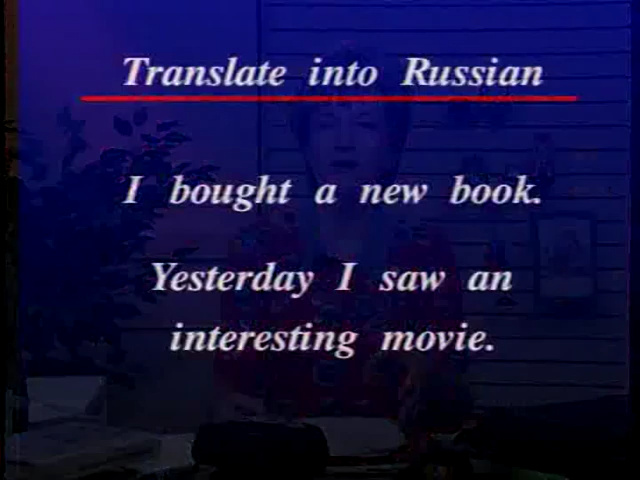 Translate into Russian
I bought a new book.
Yesterday I saw an
interesting movie.